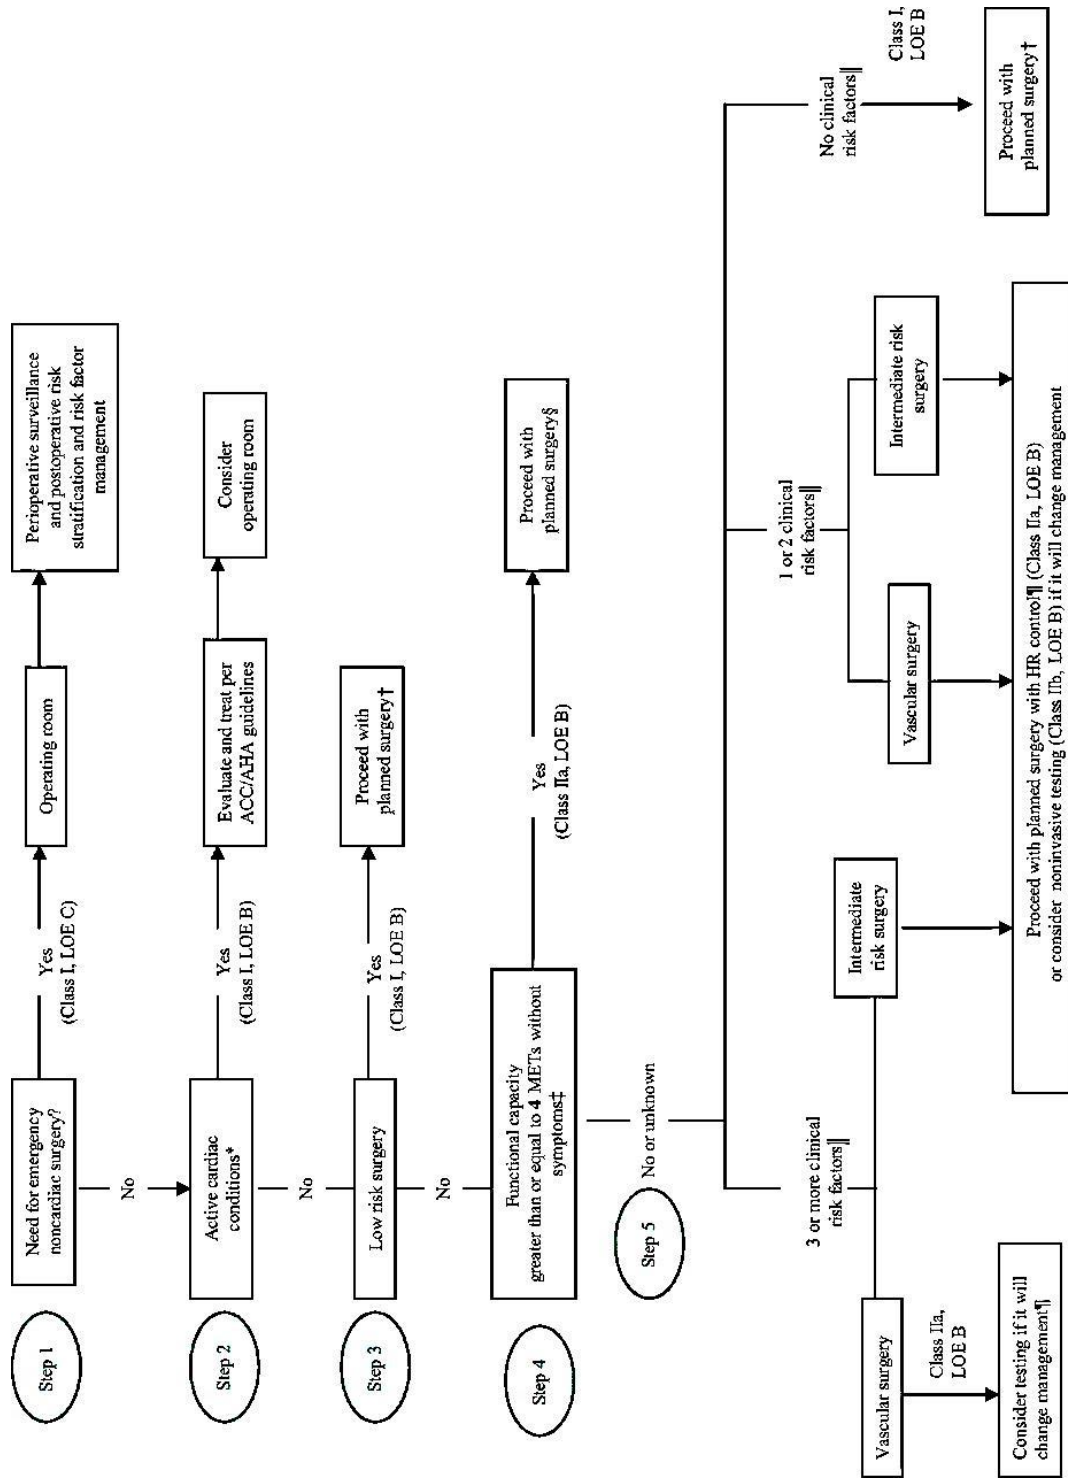 Step 1
Need for emergency
noncardiac surgery?
Yes
(Class I, LOE C)
Operating room
Perioperative surveillance
and postoperative risk
stratification and risk factor
management
No
Step 2
Active cardiac
conditions*
Yes
(Class I, LOE B)
Evaluate and treat per
ACC/AHA guidelines
Consider
operating room
No
Step 3
Low risk surgery
Yes
(Class I, LOE B)
Proceed with
planned surgery†
No
Step 4
Functional capacity
greater than or equal to 4 METs without
symptoms‡
Yes
(Class IIa, LOE B)
Proceed with
planned surgery§
Step 5
No or unknown
3 or more clinical
risk factors‖
1 or 2 clinical
risk factors‖
No clinical
risk factors‖
Vascular surgery
Intermediate
risk surgery
Vascular surgery
Intermediate risk
surgery
Class IIa,
LOE B
Class I,
LOE B
Consider testing if it will
change management¶
Proceed with planned surgery with HR control¶ (Class IIa, LOE B)
or consider noninvasive testing (Class IIb, LOE B) if it will change management
Proceed with
planned surgery†